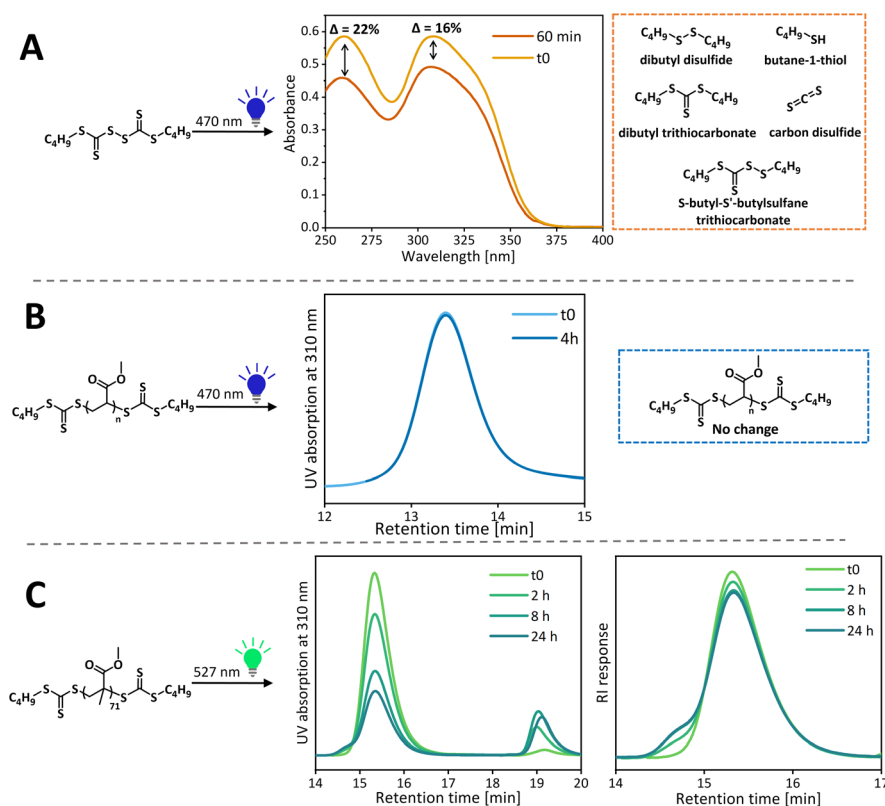 A
C₄H₉ S S S S S S C₄H₉
470 nm
Absorbance
0.6
0.5
0.4
0.3
0.2
0.1
0.0
Δ = 22%
Δ = 16%
60 min
t0
250 275 300 325 350 375 400
Wavelength [nm]
C₄H₉ S S C₄H₉
dibutyl disulfide
C₄H₉ SH
butane-1-thiol
C₄H₉ S S C₄H₉ S
dibutyl trithiocarbonate
S C S
carbon disulfide
C₄H₉ S S S C₄H₉ S
S-butyl-S'-butylsulfane
trithiocarbonate
B
C₄H₉ S S S O O n S S S C₄H₉
470 nm
UV absorption at 310 nm
t0
4h
12 13 14 15
Retention time [min]
C₄H₉ S S S O O n S S S C₄H₉
No change
C
C₄H₉ S S S O O 71 S S S C₄H₉
527 nm
UV absorption at 310 nm
t0
2 h
8 h
24 h
14 15 16 17 18 19 20
Retention time [min]
RI response
t0
2 h
8 h
24 h
14 15 16 17
Retention time [min]